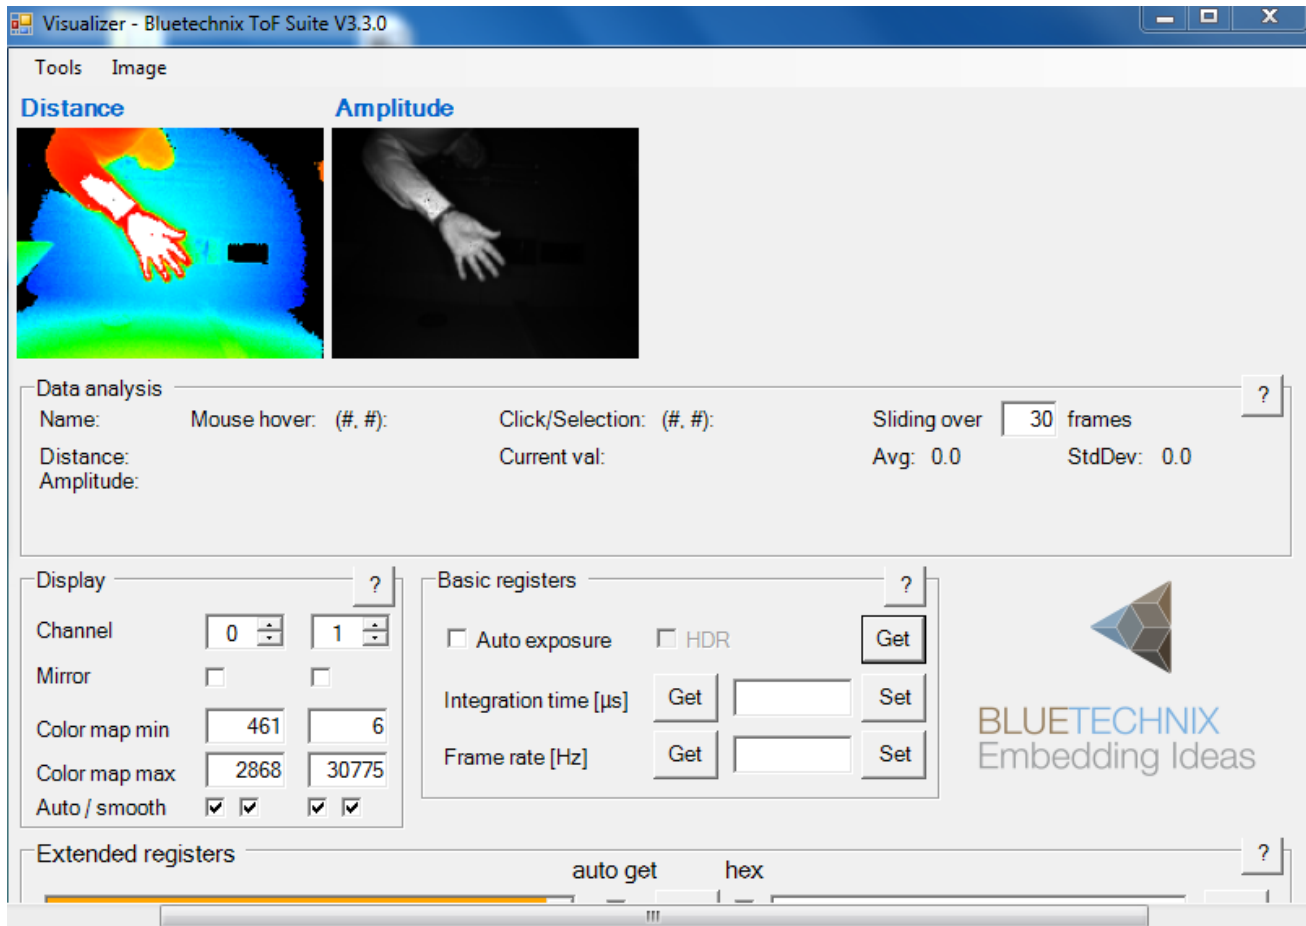 Visualizer - Bluetechnix ToF Suite V3.3.0
Tools Image
Distance Amplitude
Data analysis ?
Name: Mouse hover: (#, #): Click/Selection: (#, #): Sliding over 30 frames
Distance: Current val: Avg: 0.0 StdDev: 0.0
Amplitude:
Display ? Basic registers ?
Channel 0 1
Auto exposure HDR Get
Mirror
Integration time [µs] Get Set
Color map min 461 6
Frame rate [Hz] Get Set
Color map max 2868 30775
Auto / smooth
BLUETECHNIX
Embedding Ideas
Extended registers ?
auto get hex